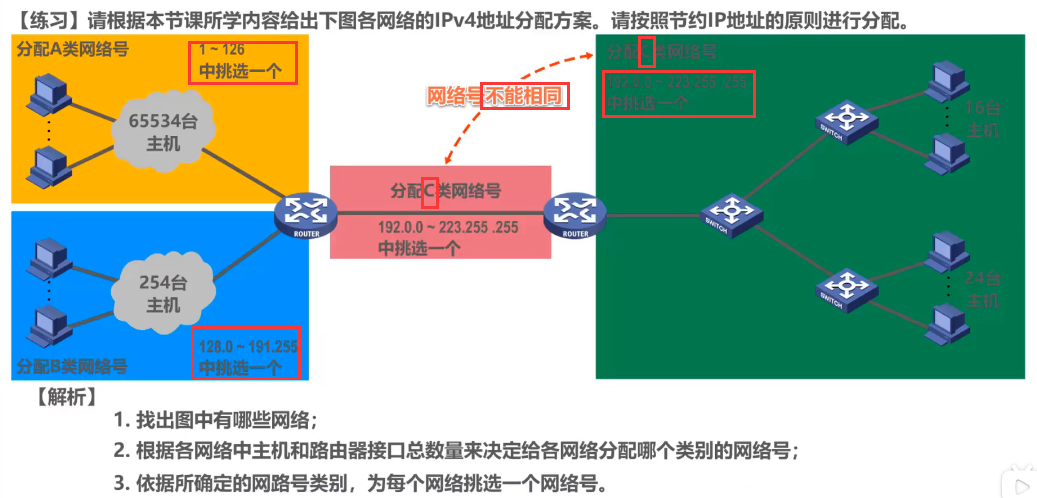 【练习】请根据本节课所学内容给出下图各网络的IPv4地址分配方案。请按照节约IP地址的原则进行分配。
分配A类网络号
1 ~ 126
中挑选一个
65534台
主机
网络号不能相同
分配C类网络号
192.0.0 ~ 223.255 .255
中挑选一个
16台
主机
SWITCH
分配C类网络号
ROUTER
ROUTER
192.0.0 ~ 223.255 .255
中挑选一个
SWITCH
254台
主机
128.0 ~ 191.255
中挑选一个
分配B类网络号
SWITCH
24台
主机
【解析】
1. 找出图中有哪些网络；
2. 根据各网络中主机和路由器接口总数量来决定给各网络分配哪个类别的网络号；
3. 依据所确定的网路号类别，为每个网络挑选一个网络号。